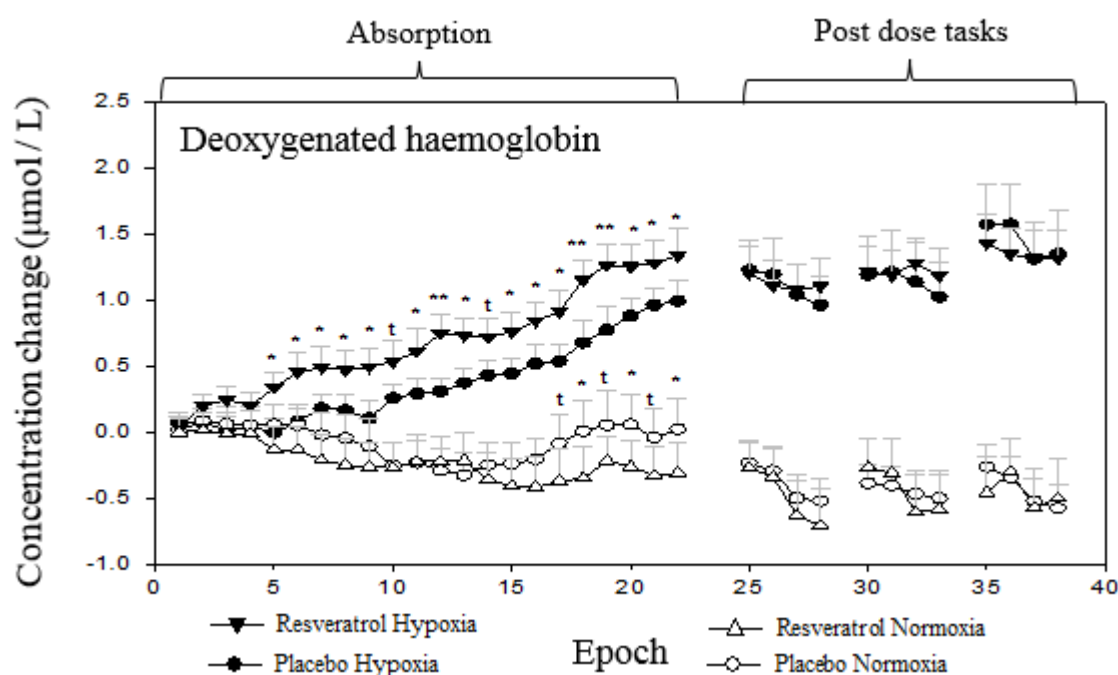 Absorption
Post dose tasks
Concentration change (µmol / L)
2.5
Deoxygenated haemoglobin
2.0
1.5
1.0
0.5
0.0
-0.5
-1.0
* * * * * t * ** * t * * * ** ** * * *
t * t * t *
0 5 10 15 20 25 30 35 40
Resveratrol Hypoxia
Placebo Hypoxia
Epoch
Resveratrol Normoxia
Placebo Normoxia